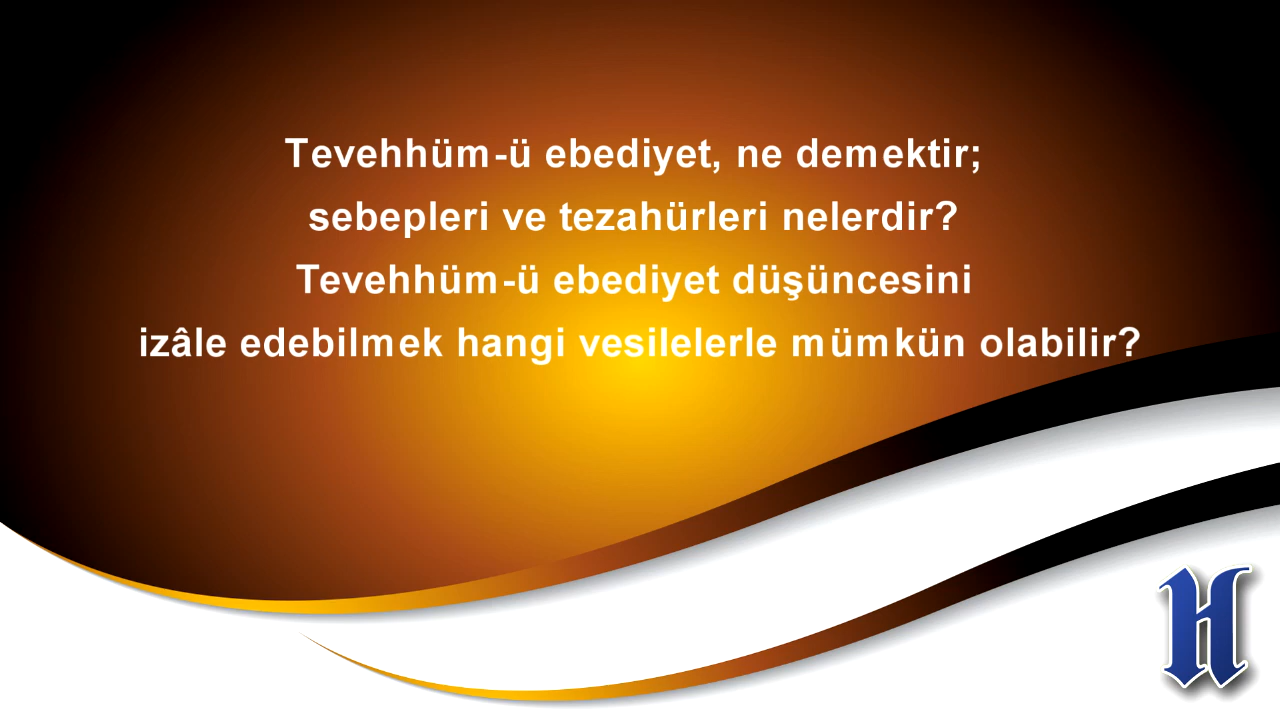 Tevehhüm-ü ebediyet, ne demektir;
sebepleri ve tezahürleri nelerdir?
Tevehhüm-ü ebediyet düşüncesini
izâle edebilmek hangi vesilelerle mümkün olabilir?
H